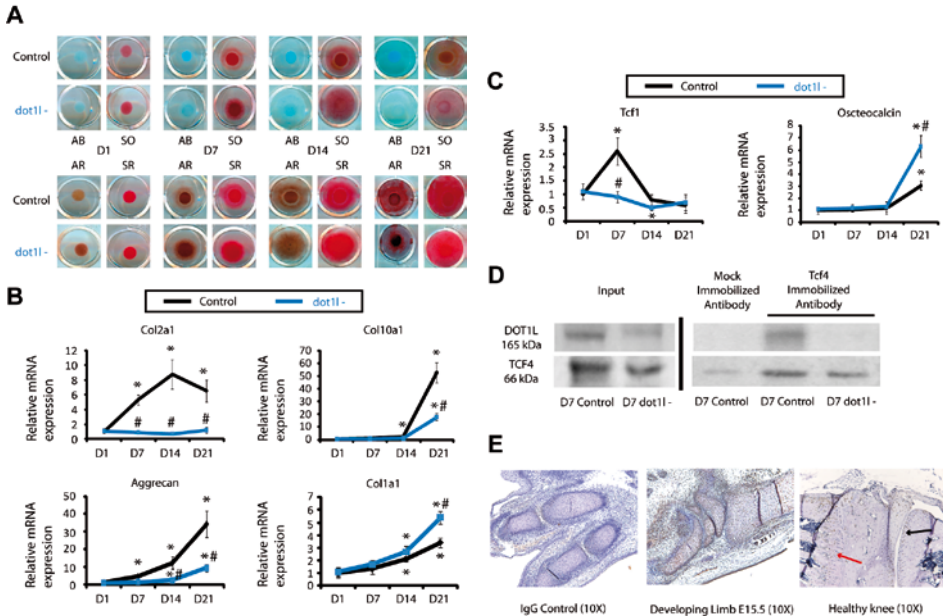 A
Control
dot1l-
AB SO AB SO AB SO AB SO
D1 D7 D14 D21
AR SR AR SR AR SR AR SR
Control
dot1l-
B
Control dot1l-
Col2a1
Relative mRNA
expression
12
10
8
6
4
2
0
*
*
*
#
#
#
D1 D7 D14 D21
Col10a1
Relative mRNA
expression
70
60
50
40
30
20
10
0
*
*
*#
D1 D7 D14 D21
Aggrecan
Relative mRNA
expression
50
40
30
20
10
0
*
*
*
*#
*#
D1 D7 D14 D21
Col1a1
Relative mRNA
expression
7
6
5
4
3
2
1
0
*#
*
*
*
D1 D7 D14 D21
C
Control dot1l-
Tcf1
Relative mRNA
expression
3.5
3
2.5
2
1.5
1
0.5
*
#
*
D1 D7 D14 D21
Oscteocalcin
Relative mRNA
expression
8
7
6
5
4
3
2
1
0
*#
*
D1 D7 D14 D21
D
Input
Mock
Immobilized
Antibody
Tcf4
Immobilized
Antibody
DOT1L
165 kDa
TCF4
66 kDa
D7 Control D7 dot1l- D7 Control D7 Control D7 dot1l-
E
IgG Control (10X) Developing Limb E15.5 (10X) Healthy knee (10X)